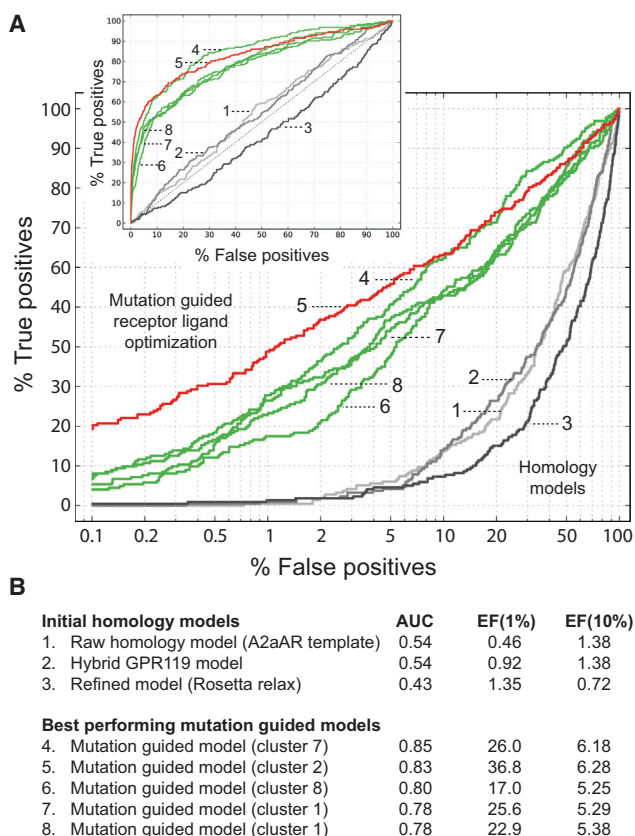 A
100
90
80
70
60
50
40
30
20
10
0
% True positives
4
5
8
7
6
1
2
3
0 10 20 30 40 50 60 70 80 90 100
% False positives
100
90
80
70
60
40
50
30
20
10
0
% True positives
Mutation guided
receptor ligand
optimization
4
5
7
8
6
2
1
3
Homology
models
0.1 0.2 0.5 1 2 5 10 20 50 100
% False positives
B
Initial homology models AUC EF(1%) EF(10%)
1. Raw homology model (A2aAR template) 0.54 0.46 1.38
2. Hybrid GPR119 model 0.54 0.92 1.38
3. Refined model (Rosetta relax) 0.43 1.35 0.72
Best performing mutation guided models
4. Mutation guided model (cluster 7) 0.85 26.0 6.18
5. Mutation guided model (cluster 2) 0.83 36.8 6.28
6. Mutation guided model (cluster 8) 0.80 17.0 5.25
7. Mutation guided model (cluster 1) 0.78 25.6 5.29
8. Mutation guided model (cluster 1) 0.78 22.9 5.38